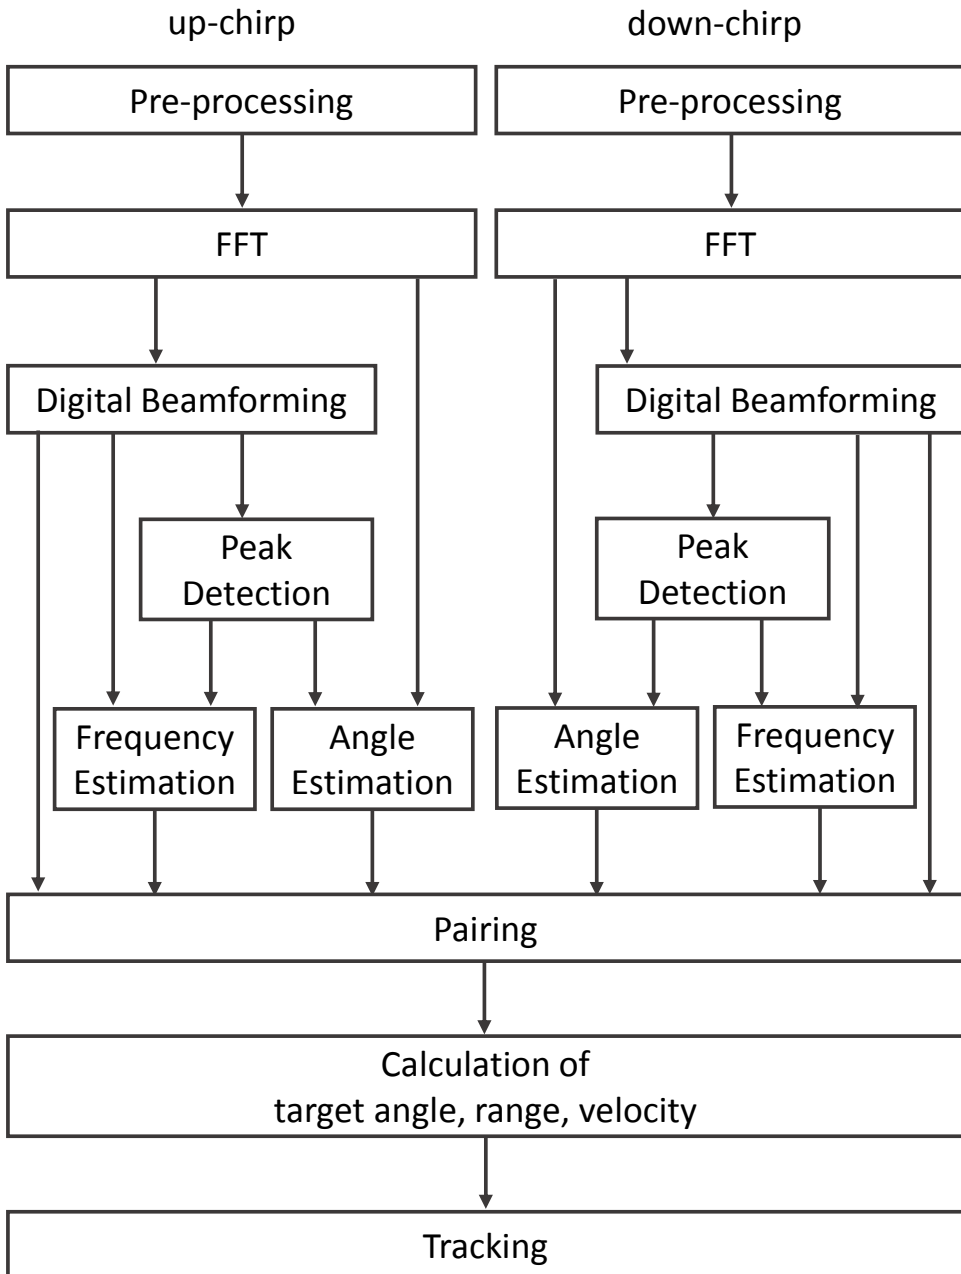 up-chirp
down-chirp
Pre-processing
Pre-processing
FFT
FFT
Digital Beamforming
Digital Beamforming
Peak
Detection
Peak
Detection
Frequency
Estimation
Angle
Estimation
Angle
Estimation
Frequency
Estimation
Pairing
Calculation of
target angle, range, velocity
Tracking